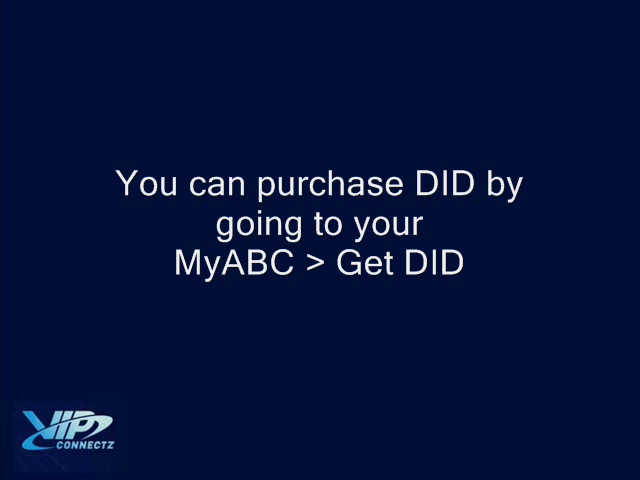 You can purchase DID by
going to your
MyABC > Get DID
VIP
CONNECTZ